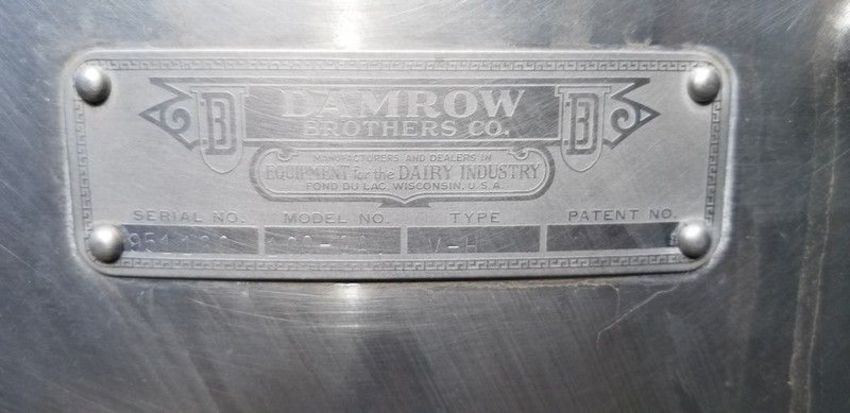 DAMROW
D D
BROTHERS CO.
MANUFACTURERS AND DEALERS IN
EQUIPMENT for the DAIRY INDUSTRY
FOND DU LAC, WISCONSIN, U.S.A.
SERIAL NO. MODEL NO. TYPE PATENT NO.
V-H